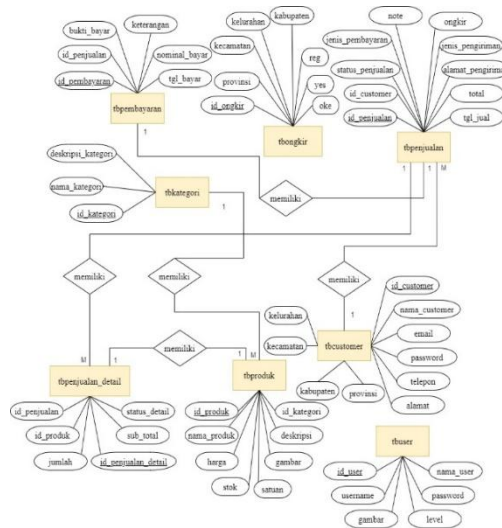 bukti_bayar
keterangan
id_penjualan
nominal_bayar
id_pembayaran
tgl_bayar
tbpembayaran
kelurahan
kabupaten
kecamatan
reg
provinsi
yes
id_ongkir
oke
tbongkir
note
ongkir
jenis_pembayaran
jenis_pengiriman
status_penjualan
alamat_pengirima
id_customer
total
id_penjualan
tgl_jual
tbpenjualan
1
1
1
M
deskripsi_kategori
nama_kategori
id_kategori
tbkategori
1
memiliki
memiliki
memiliki
memiliki
memiliki
M
1
1
M
1
tbpenjualan_detail
id_penjualan
status_detail
id_produk
sub_total
jumlah
id_penjualan_detail
tbproduk
id_produk
id_kategori
nama_produk
deskripsi
harga
gambar
stok
satuan
kelurahan
id_customer
nama_customer
kecamatan
tbcustomer
email
password
telepon
kabupaten
provinsi
alamat
tbuser
id_user
nama_user
username
password
gambar
level